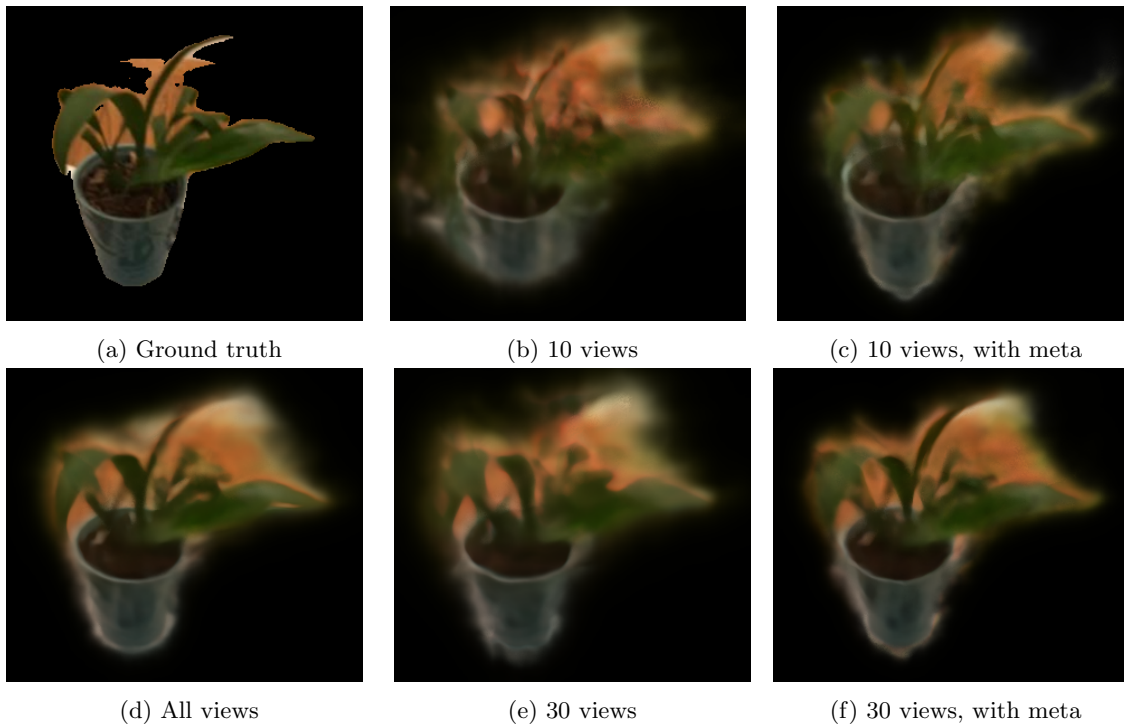 (a) Ground truth
(b) 10 views
(c) 10 views, with meta
(d) All views
(e) 30 views
(f) 30 views, with meta